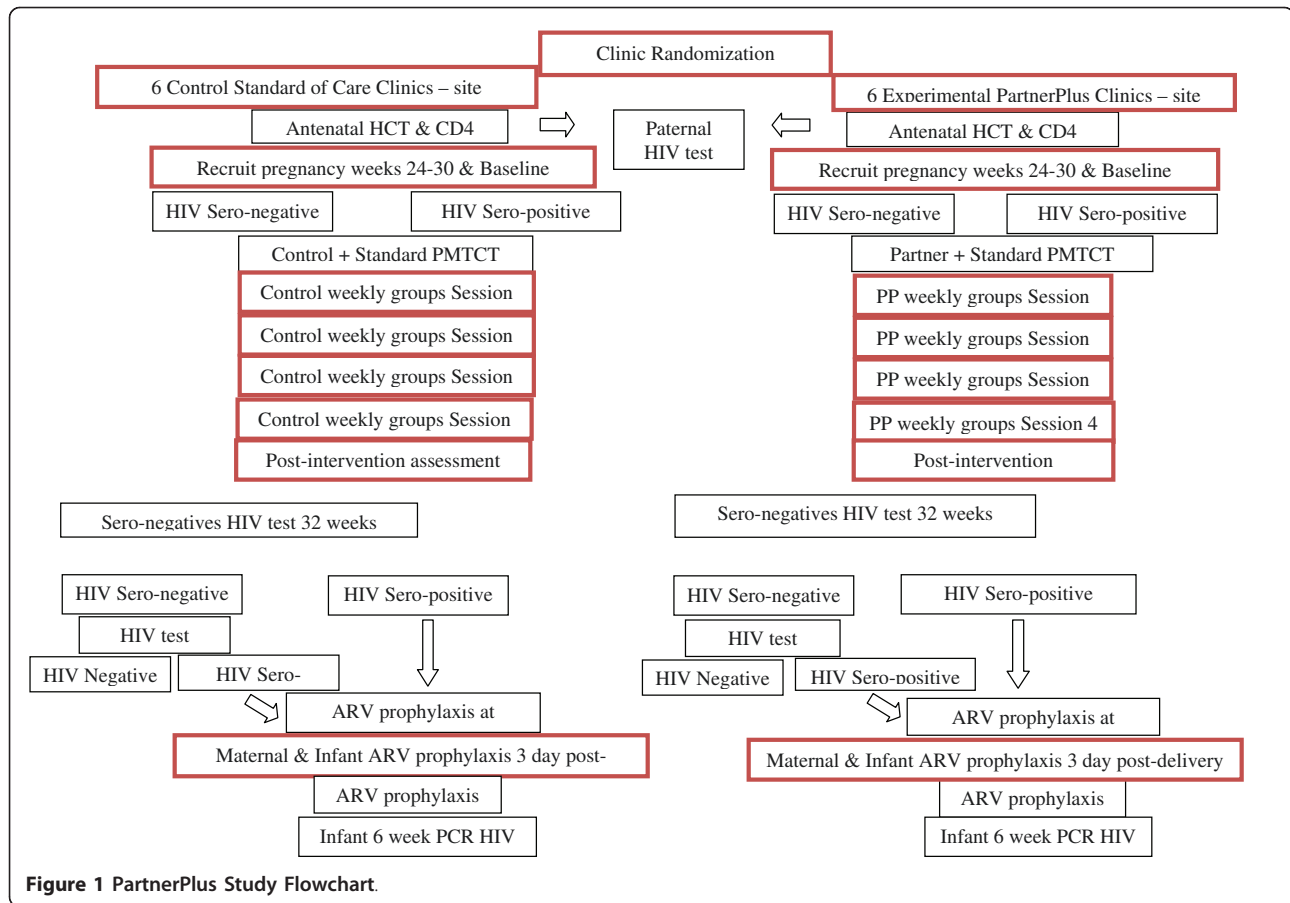 Clinic Randomization
6 Control Standard of Care Clinics – site
6 Experimental PartnerPlus Clinics – site
Antenatal HCT & CD4
Paternal
HIV test
Antenatal HCT & CD4
Recruit pregnancy weeks 24-30 & Baseline
Recruit pregnancy weeks 24-30 & Baseline
HIV Sero-negative
HIV Sero-positive
HIV Sero-negative
HIV Sero-positive
Control + Standard PMTCT
Partner + Standard PMTCT
Control weekly groups Session
PP weekly groups Session
Control weekly groups Session
PP weekly groups Session
Control weekly groups Session
PP weekly groups Session
Control weekly groups Session
PP weekly groups Session 4
Post-intervention assessment
Post-intervention
Sero-negatives HIV test 32 weeks
Sero-negatives HIV test 32 weeks
HIV Sero-negative
HIV Sero-positive
HIV Sero-negative
HIV Sero-positive
HIV test
HIV test
HIV Negative
HIV Sero-
HIV Negative
HIV Sero-positive
ARV prophylaxis at
ARV prophylaxis at
Maternal & Infant ARV prophylaxis 3 day post-
Maternal & Infant ARV prophylaxis 3 day post-delivery
ARV prophylaxis
ARV prophylaxis
Infant 6 week PCR HIV
Infant 6 week PCR HIV
Figure 1 PartnerPlus Study Flowchart.